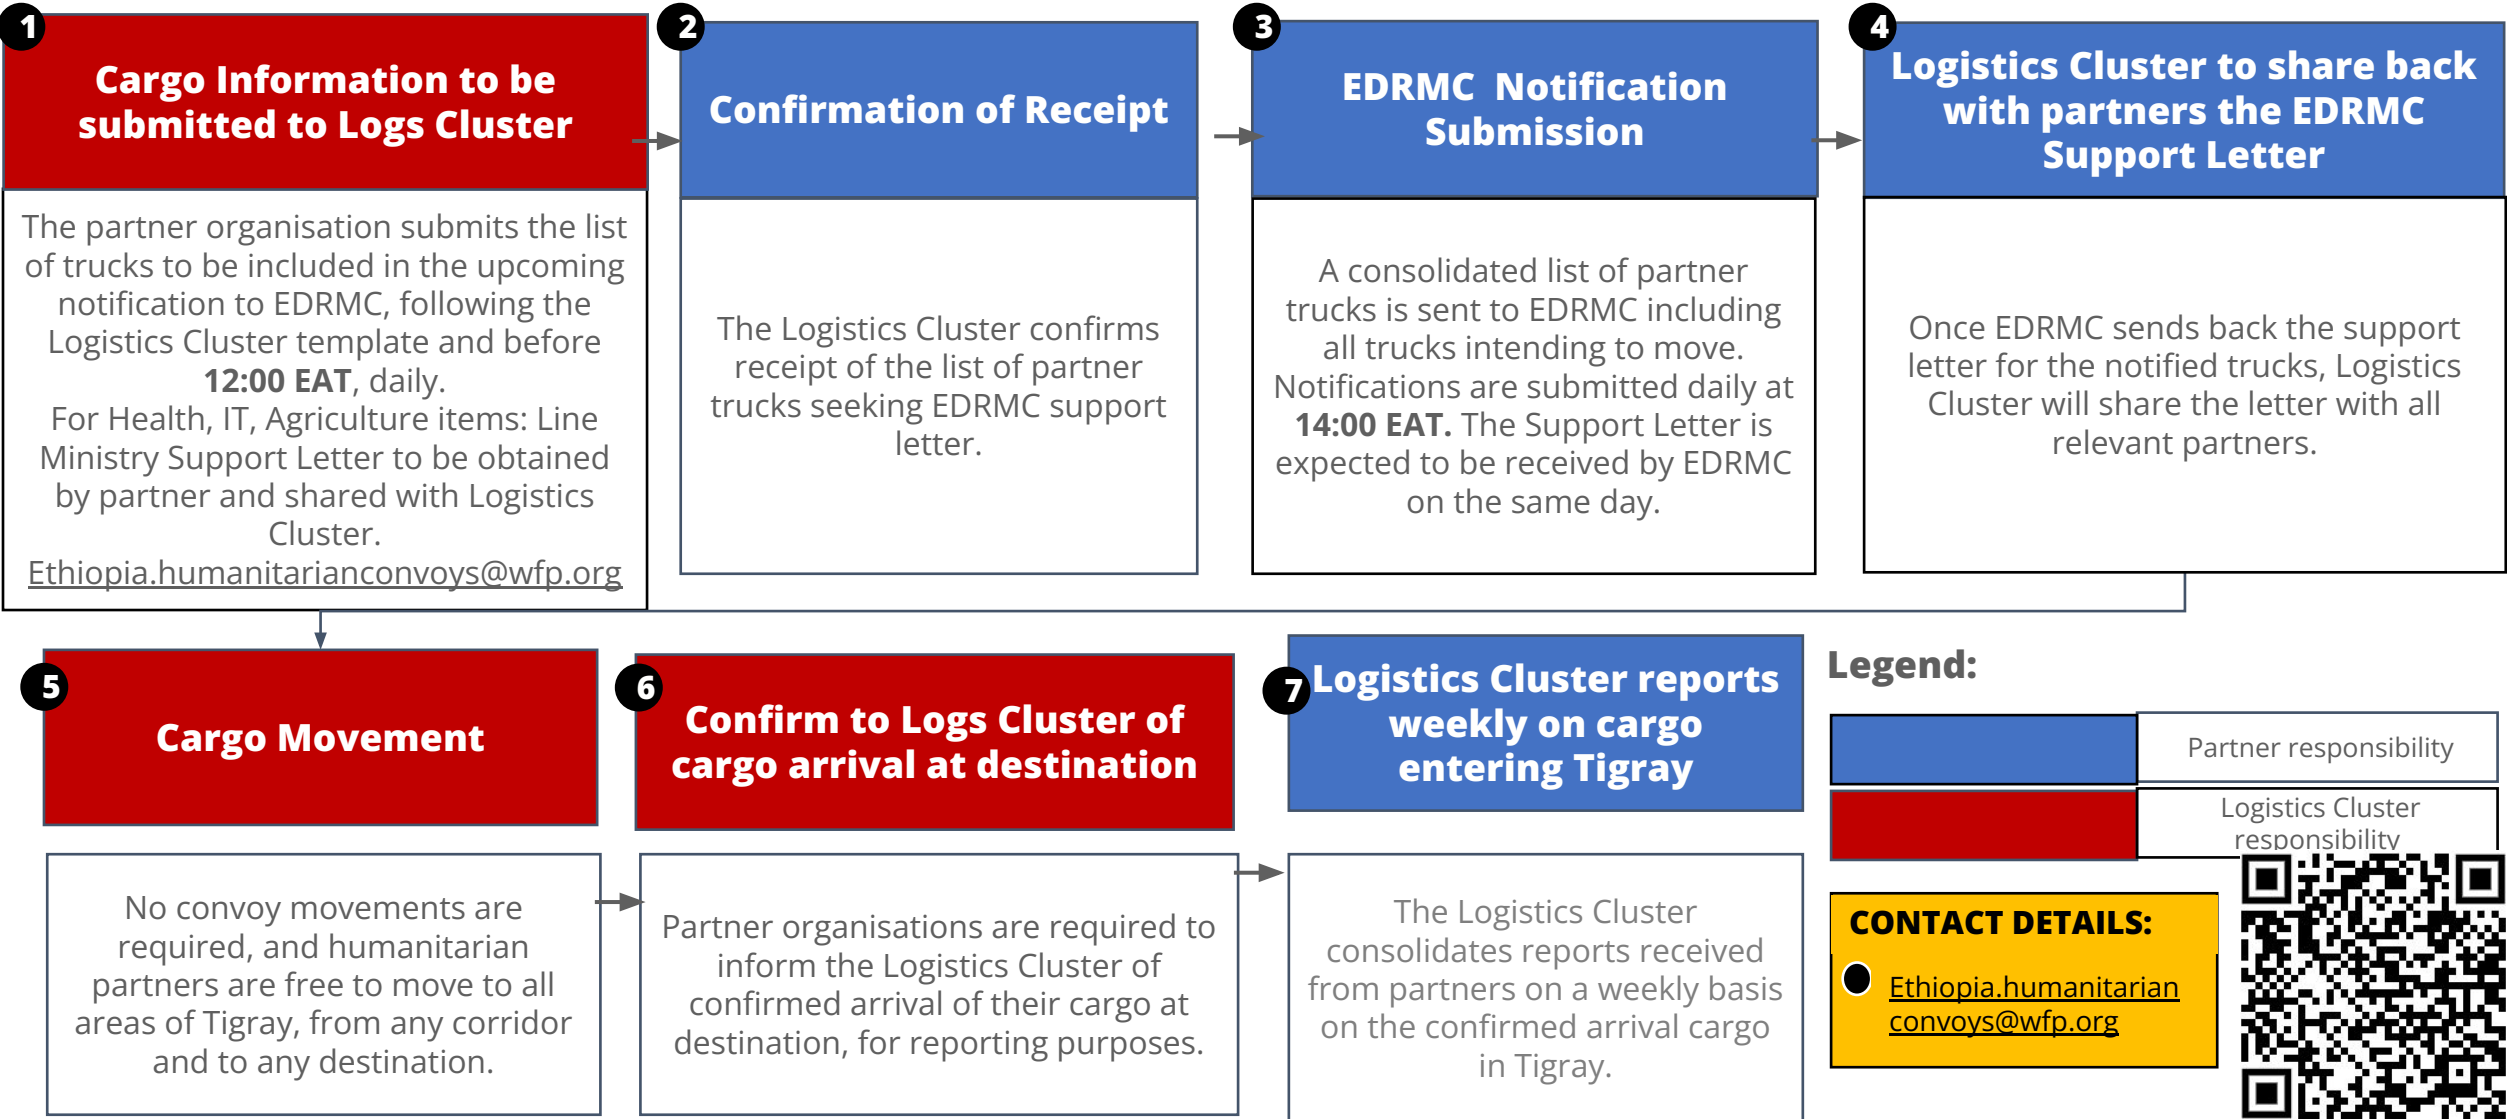 1
Cargo Information to be
submitted to Logs Cluster
The partner organisation submits the list
of trucks to be included in the upcoming
notification to EDRMC, following the
Logistics Cluster template and before
12:00 EAT, daily.
For Health, IT, Agriculture items: Line
Ministry Support Letter to be obtained
by partner and shared with Logistics
Cluster.
Ethiopia.humanitarianconvoys@wfp.org
2
Confirmation of Receipt
The Logistics Cluster confirms
receipt of the list of partner
trucks seeking EDRMC support
letter.
3
EDRMC Notification
Submission
A consolidated list of partner
trucks is sent to EDRMC including
all trucks intending to move.
Notifications are submitted daily at
14:00 EAT. The Support Letter is
expected to be received by EDRMC
on the same day.
4
Logistics Cluster to share back
with partners the EDRMC
Support Letter
Once EDRMC sends back the support
letter for the notified trucks, Logistics
Cluster will share the letter with all
relevant partners.
5
Cargo Movement
No convoy movements are
required, and humanitarian
partners are free to move to all
areas of Tigray, from any corridor
and to any destination.
6
Confirm to Logs Cluster of
cargo arrival at destination
Partner organisations are required to
inform the Logistics Cluster of
confirmed arrival of their cargo at
destination, for reporting purposes.
7
Logistics Cluster reports
weekly on cargo
entering Tigray
The Logistics Cluster
consolidates reports received
from partners on a weekly basis
on the confirmed arrival cargo
in Tigray.
Legend:
Partner responsibility
Logistics Cluster
responsibility
CONTACT DETAILS:
Ethiopia.humanitarian
convoys@wfp.org